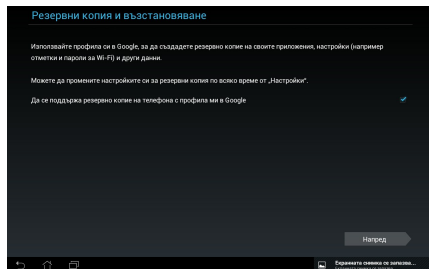 Резервни копия и възстановяване
Използвайте профила си в Google, за да създадете резервно копие на своите приложения, настройки (например
отметки и пароли за Wi-Fi) и други данни.
Можете да промените настройките си за резервни копия по всяко време от „Настройки“.
Да се поддържа резервно копие на телефона с профила ми в Google
Напред
Екранната снимка се запазва...